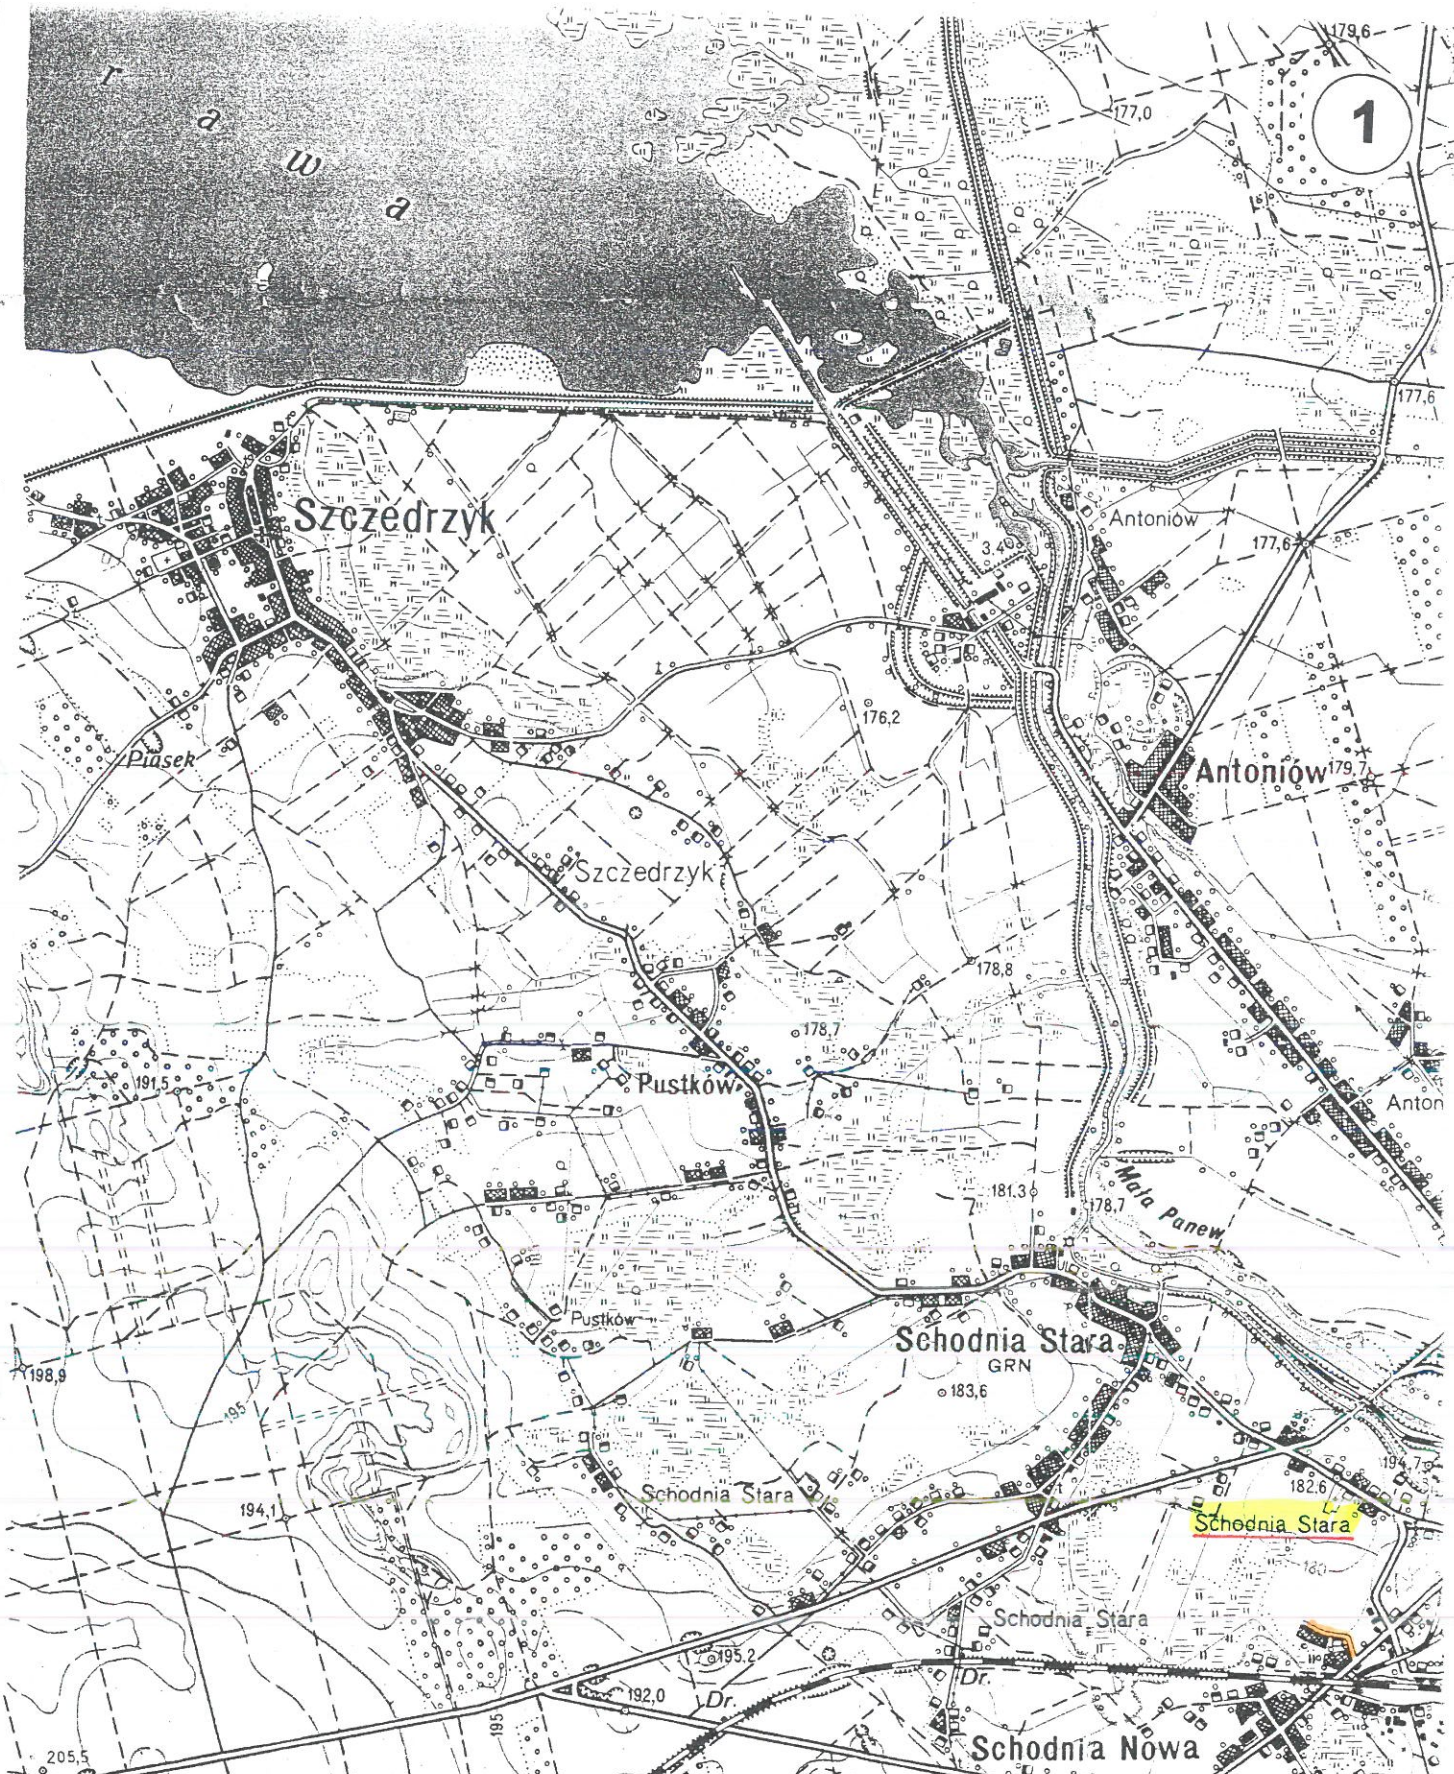 r
a
w
a
179,6
1
177,0
177,6
Szczedrzyk
Antoniów
177,6
3.4
176,2
Piasek
Antoniów
179,7
Szczedrzyk
178,8
178,7
191,5
Pustków
Anton
181.3
178,7
Mała Panew
Pustków
Schodnia Stara
GRN
198,9
183,6
195
194,7
Schodnia Stara
182.6
194,1
Schodnia Stara
180
Schodnia Stara
195.2
192,0
Dr.
Dr.
195
Schodnia Nowa
205,5